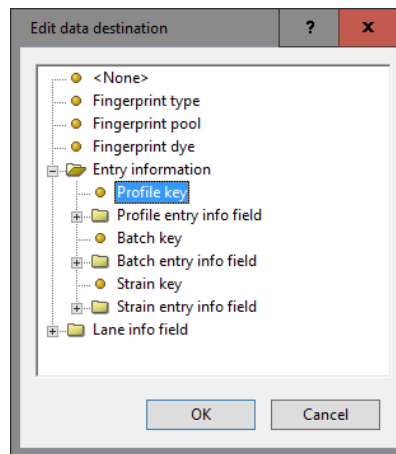 Edit data destination ? x
<None>
Fingerprint type
Fingerprint pool
Fingerprint dye
Entry information
Profile key
Profile entry info field
Batch key
Batch entry info field
Strain key
Strain entry info field
Lane info field
OK Cancel